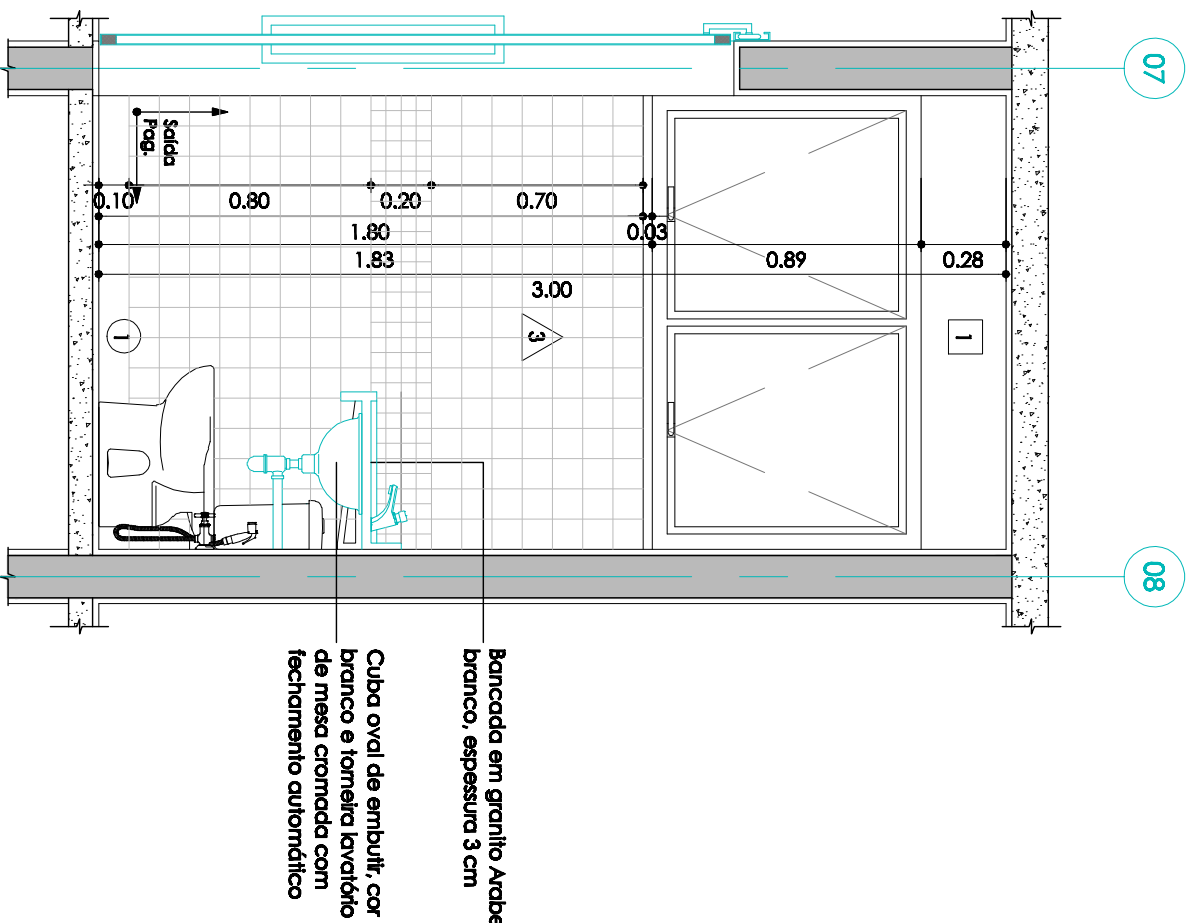 07
08
Saída
Pag.
0.10
0.80
0.20
0.70
1.80
0.03
1.83
0.89
0.28
3.00
1
3
1
Bancada em granito Arabe
branco, espessura 3 cm
Cuba oval de embutir, cor
branco e torneira lavatório
de mesa cromada com
fechamento automático